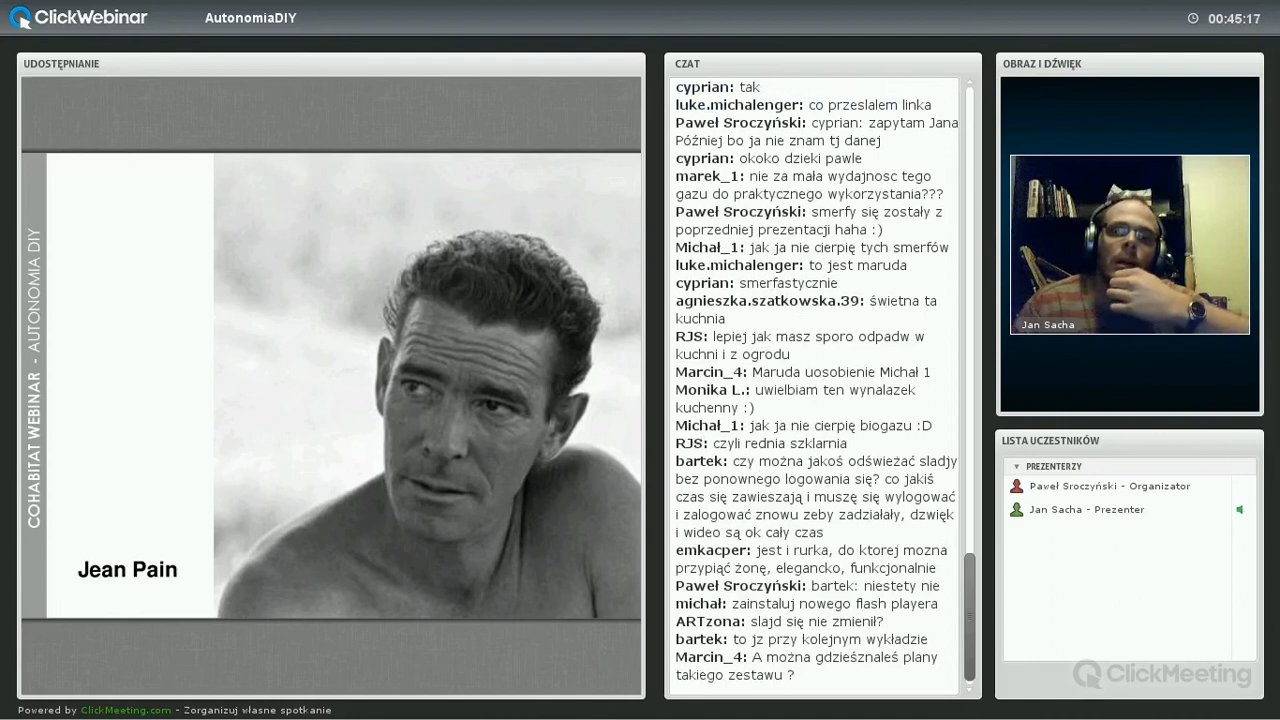 ClickWebinar
AutonomiaDIY
00:45:17
UDOSTĘPNIANIE
COHABITAT WEBINAR - AUTONOMIA DIY
Jean Pain
CZAT
cyprian: tak
luke.michalenger: co przeslalem linka
Paweł Sroczyński: cyprian: zapytam Jana
Później bo ja nie znam tj danej
cyprian: okoko dzieki pawle
marek_1: nie za mała wydajnosc tego
gazu do praktycznego wykorzystania???
Paweł Sroczyński: smerfy się zostały z
poprzedniej prezentacji haha :)
Michał_1: jak ja nie cierpię tych smerfów
luke.michalenger: to jest maruda
cyprian: smerfastycznie
agnieszka.szatkowska.39: świetna ta
kuchnia
RJS: lepiej jak masz sporo odpadw w
kuchni i z ogrodu
Marcin_4: Maruda uosobienie Michał 1
Monika L.: uwielbiam ten wynalazek
kuchenny :)
Michał_1: jak ja nie cierpię biogazu :D
RJS: czyli rednia szklarnia
bartek: czy można jakoś odświeżać sladjy
bez ponownego logowania się? co jakiś
czas się zawieszają i muszę się wylogować
i zalogować znowu zeby zadziałały, dzwięk
i wideo są ok cały czas
emkacper: jest i rurka, do ktorej mozna
przypiąć żonę, elegancko, funkcjonalnie
Paweł Sroczyński: bartek: niestety nie
michał: zainstaluj nowego flash playera
ARTzona: slajd się nie zmienił?
bartek: to jz przy kolejnym wykładzie
Marcin_4: A można gdzieśznaleś plany
takiego zestawu ?
OBRAZ I DŹWIĘK
Jan Sacha
LISTA UCZESTNIKÓW
PREZENTERZY
Paweł Sroczyński - Organizator
Jan Sacha - Prezenter
ClickMeeting
Powered by ClickMeeting.com - Zorganizuj własne spotkanie